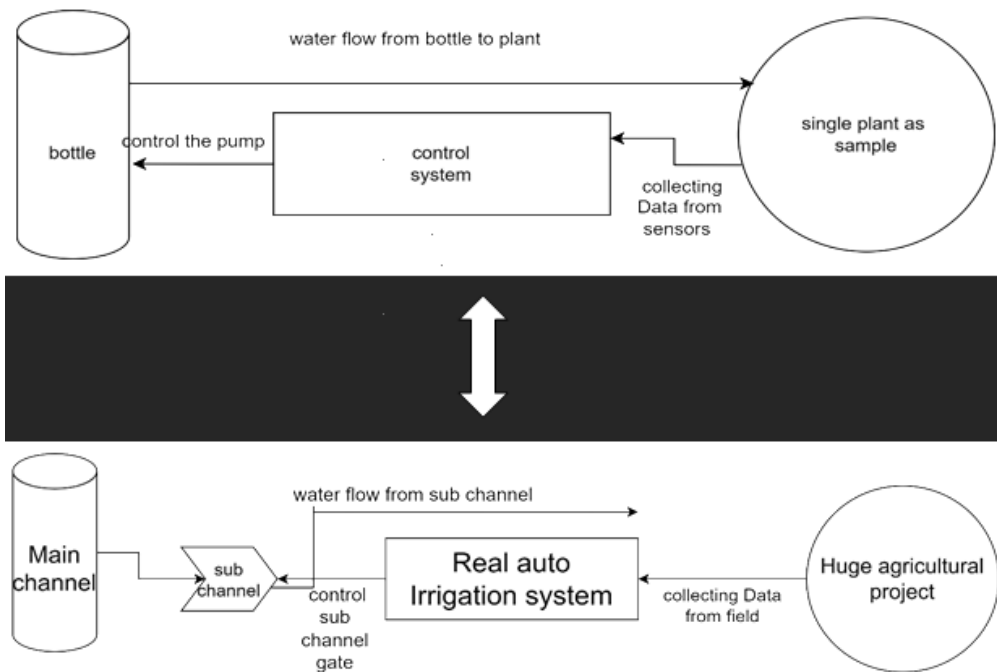 water flow from bottle to plant
bottle
control the pump
control
system
single plant as
sample
collecting
Data from
sensors
Main
channel
sub
channel
water flow from sub channel
control
sub
channel
gate
Real auto
Irrigation system
collecting Data
from field
Huge agricultural
project